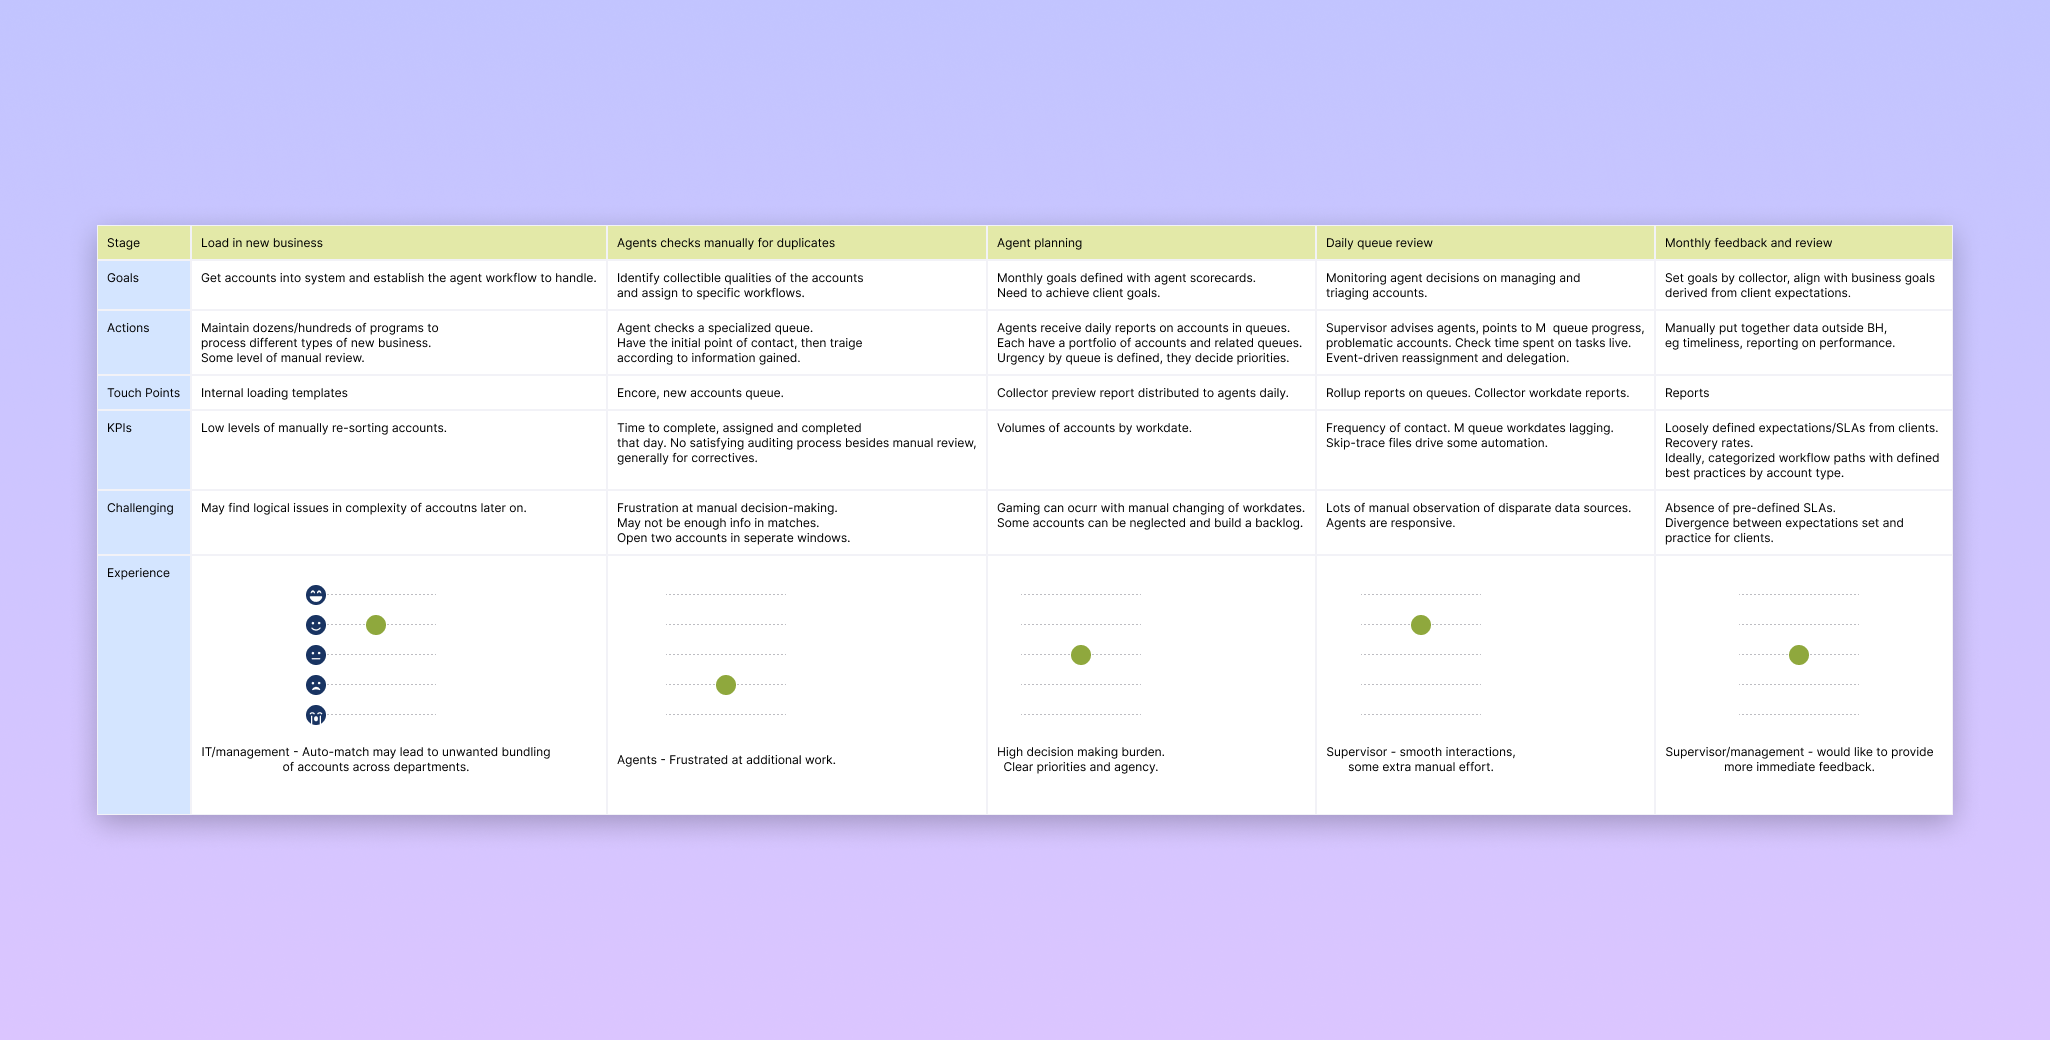 Stage
Load in new business
Agents checks manually for duplicates
Agent planning
Daily queue review
Monthly feedback and review
Goals
Get accounts into system and establish the agent workflow to handle.
Identify collectible qualities of the accounts
and assign to specific workflows.
Monthly goals defined with agent scorecards.
Need to achieve client goals.
Monitoring agent decisions on managing and
triaging accounts.
Set goals by collector, align with business goals
derived from client expectations.
Actions
Maintain dozens/hundreds of programs to
process different types of new business.
Some level of manual review.
Agent checks a specialized queue.
Have the initial point of contact, then traige
according to information gained.
Agents receive daily reports on accounts in queues.
Each have a portfolio of accounts and related queues.
Urgency by queue is defined, they decide priorities.
Supervisor advises agents, points to M  queue progress,
problematic accounts. Check time spent on tasks live.
Event-driven reassignment and delegation.
Manually put together data outside BH,
eg timeliness, reporting on performance.
Touch Points
Internal loading templates
Encore, new accounts queue.
Collector preview report distributed to agents daily.
Rollup reports on queues. Collector workdate reports.
Reports
KPIs
Low levels of manually re-sorting accounts.
Time to complete, assigned and completed
that day. No satisfying auditing process besides manual review,
generally for correctives.
Volumes of accounts by workdate.
Frequency of contact. M queue workdates lagging.
Skip-trace files drive some automation.
Loosely defined expectations/SLAs from clients.
Recovery rates.
Ideally, categorized workflow paths with defined
best practices by account type.
Challenging
May find logical issues in complexity of accoutns later on.
Frustration at manual decision-making.
May not be enough info in matches.
Open two accounts in seperate windows.
Gaming can ocurr with manual changing of workdates.
Some accounts can be neglected and build a backlog.
Lots of manual observation of disparate data sources.
Agents are responsive.
Absence of pre-defined SLAs.
Divergence between expectations set and
practice for clients.
Experience
IT/management - Auto-match may lead to unwanted bundling
of accounts across departments.
Agents - Frustrated at additional work.
High decision making burden.
Clear priorities and agency.
Supervisor - smooth interactions,
some extra manual effort.
Supervisor/management - would like to provide
more immediate feedback.